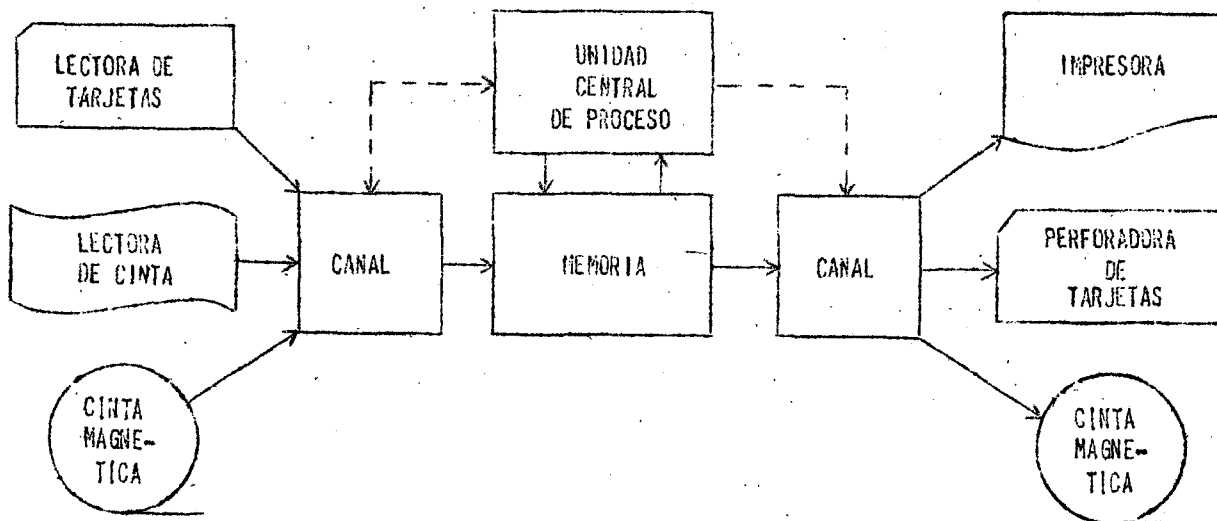 LECTORA DE
TARJETAS
UNIDAD
CENTRAL
DE PROCESO
IMPRESORA
LECTORA
DE CINTA
CANAL
MEMORIA
CANAL
PERFORADORA
DE
TARJETAS
CINTA
MAGNE-
TICA
CINTA
MAGNE-
TICA